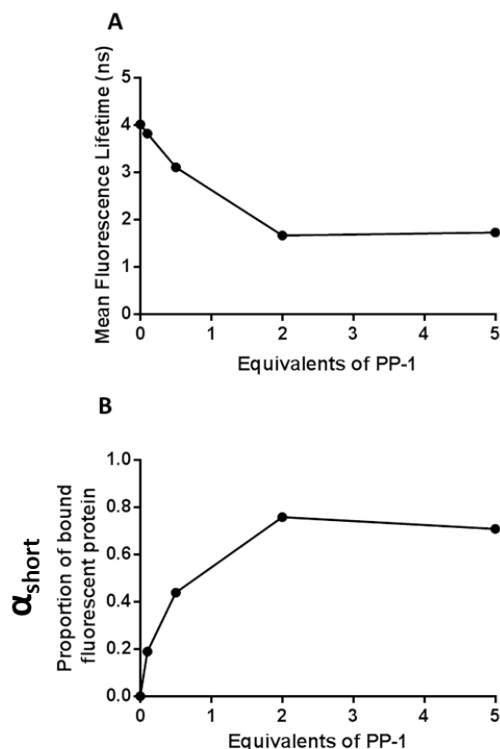 A
Mean Fluorescence Lifetime (ns)
5
4
3
2
1
0
0 1 2 3 4 5
Equivalents of PP-1
B
αshort
Proportion of bound
fluorescent protein
1.0
0.8
0.6
0.4
0.2
0.0
0 1 2 3 4 5
Equivalents of PP-1